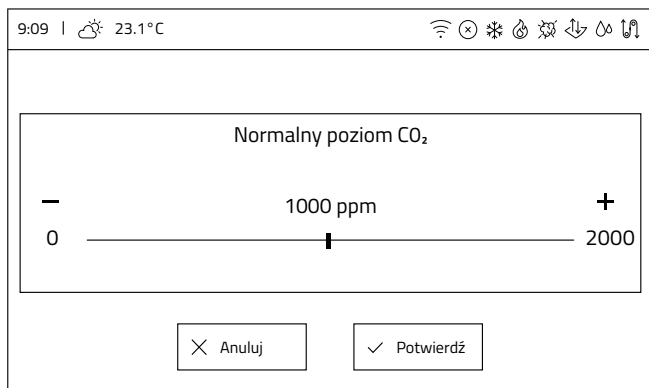 9:09 | 23.1°C
Normalny poziom CO₂
1000 ppm
0 2000
Anuluj
Potwierdź